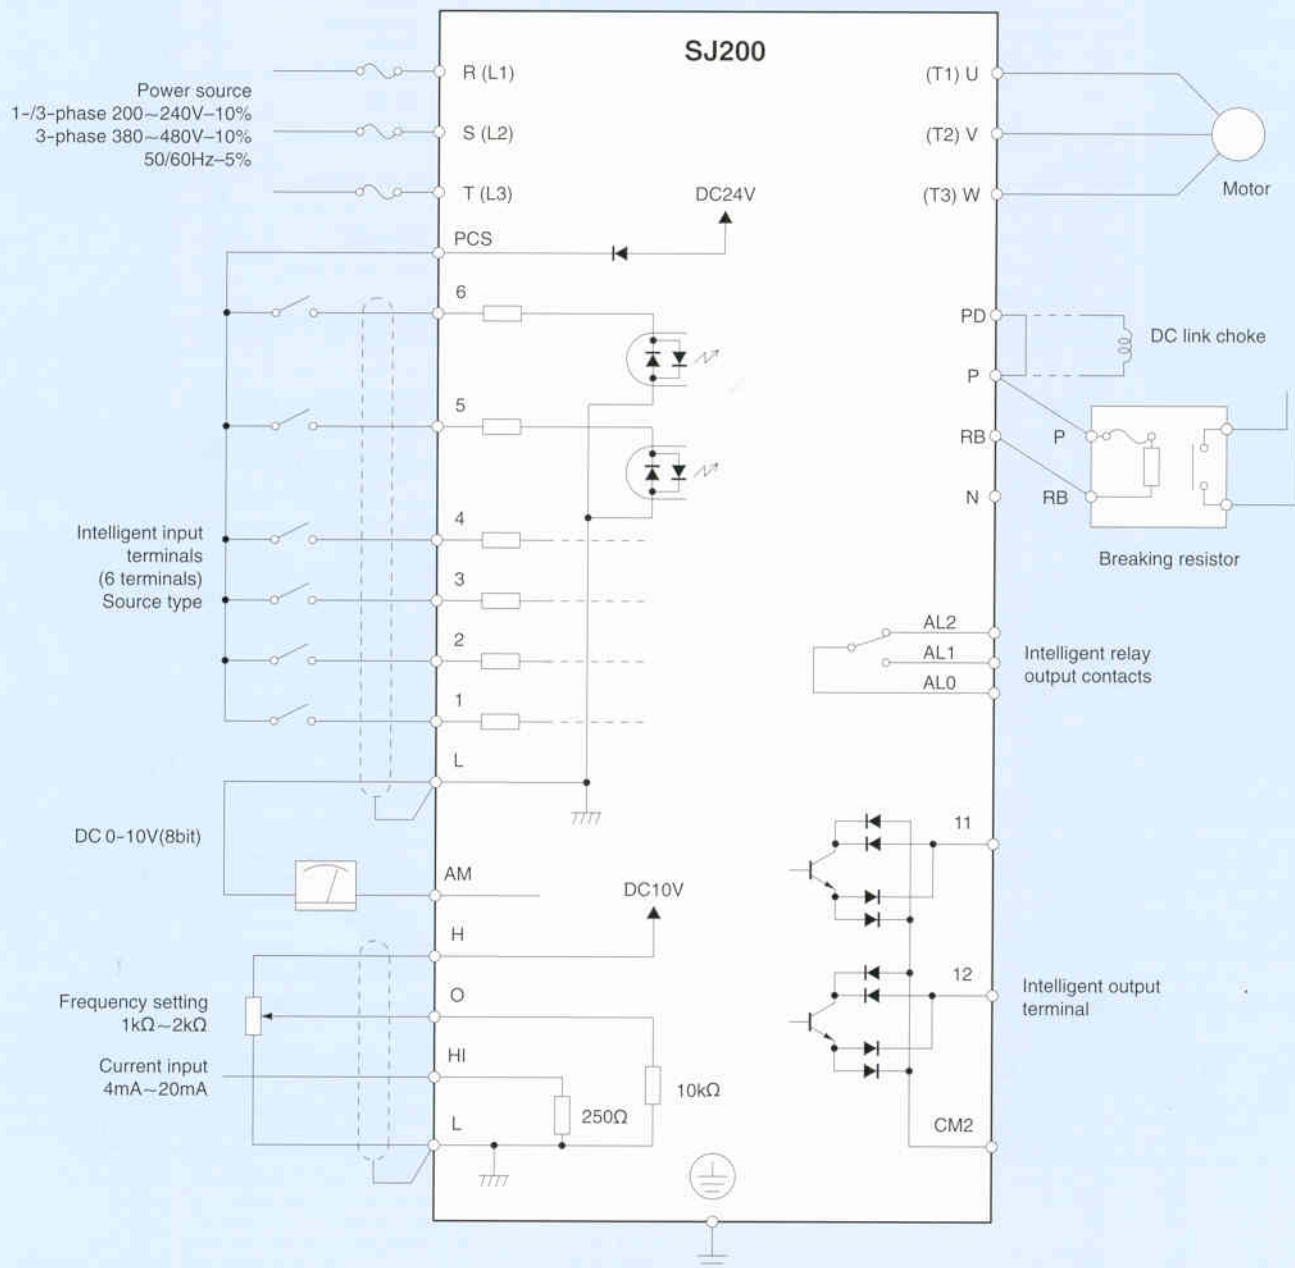 SJ200
Power source
1-/3-phase 200~240V–10%
3-phase 380~480V–10%
50/60Hz–5%
R (L1)
S (L2)
T (L3)
(T1) U
(T2) V
(T3) W
Motor
DC24V
PCS
6
5
4
3
2
1
L
Intelligent input
terminals
(6 terminals)
Source type
PD
P
RB
N
DC link choke
P
RB
Breaking resistor
AL2
AL1
AL0
Intelligent relay
output contacts
DC 0-10V(8bit)
AM
DC10V
H
O
HI
L
Frequency setting
1kΩ~2kΩ
Current input
4mA~20mA
250Ω
10kΩ
11
12
CM2
Intelligent output
terminal